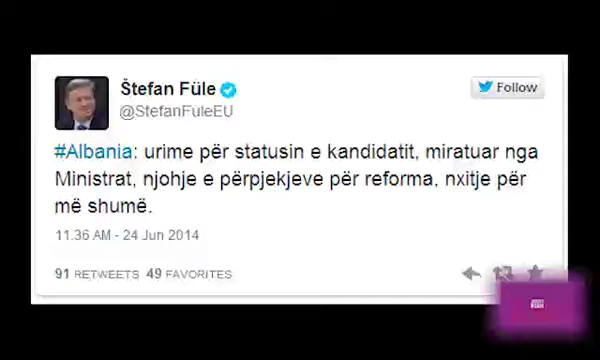 Štefan Füle
Follow
@StefanFuleEU
#Albania: urime për statusin e kandidatit, miratuar nga
Ministrat, njohje e përpjekjeve për reforma, nxitje për
më shumë.
11.36 AM - 24 Jun 2014
91 RETWEETS 49 FAVORITES